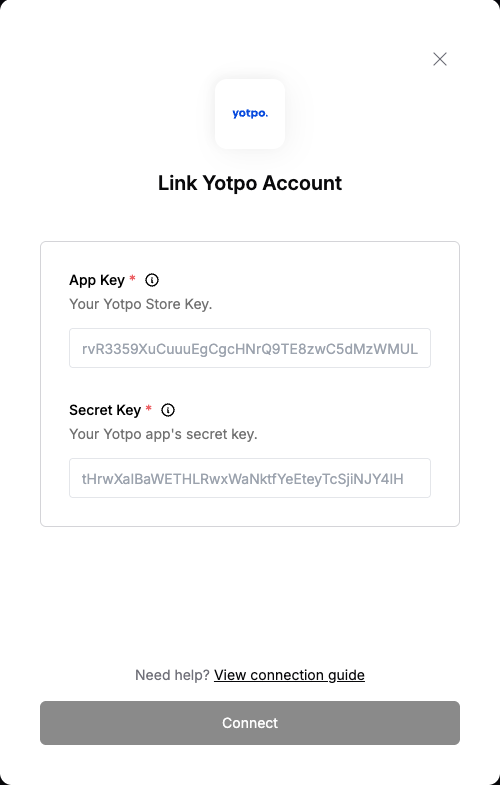 yotpo.
Link Yotpo Account
App Key *
Your Yotpo Store Key.
rvR3359XuCuuuEgCgcHNrQ9TE8zwC5dMzWMUL
Secret Key *
Your Yotpo app's secret key.
tHrwXaIBaWETHLRwxWaNktfYeEteyTcSjiNJY4IH
Need help? View connection guide
Connect